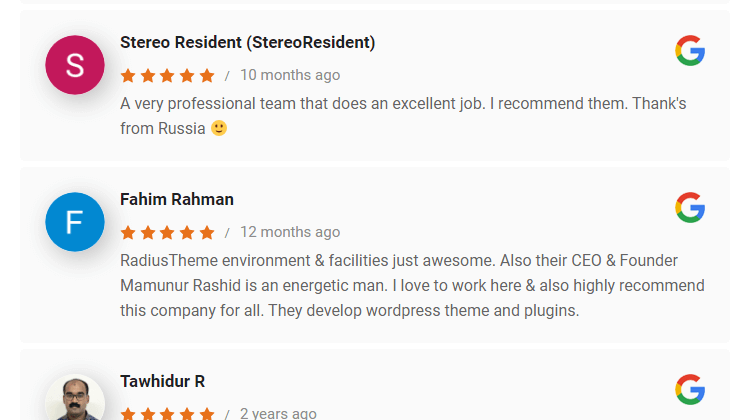 S
Stereo Resident (StereoResident)
/ 10 months ago
A very professional team that does an excellent job. I recommend them. Thank's
from Russia 🙂
F
Fahim Rahman
/ 12 months ago
RadiusTheme environment & facilities just awesome. Also their CEO & Founder
Mamunur Rashid is an energetic man. I love to work here & also highly recommend
this company for all. They develop wordpress theme and plugins.
Tawhidur R
/ 2 years ago